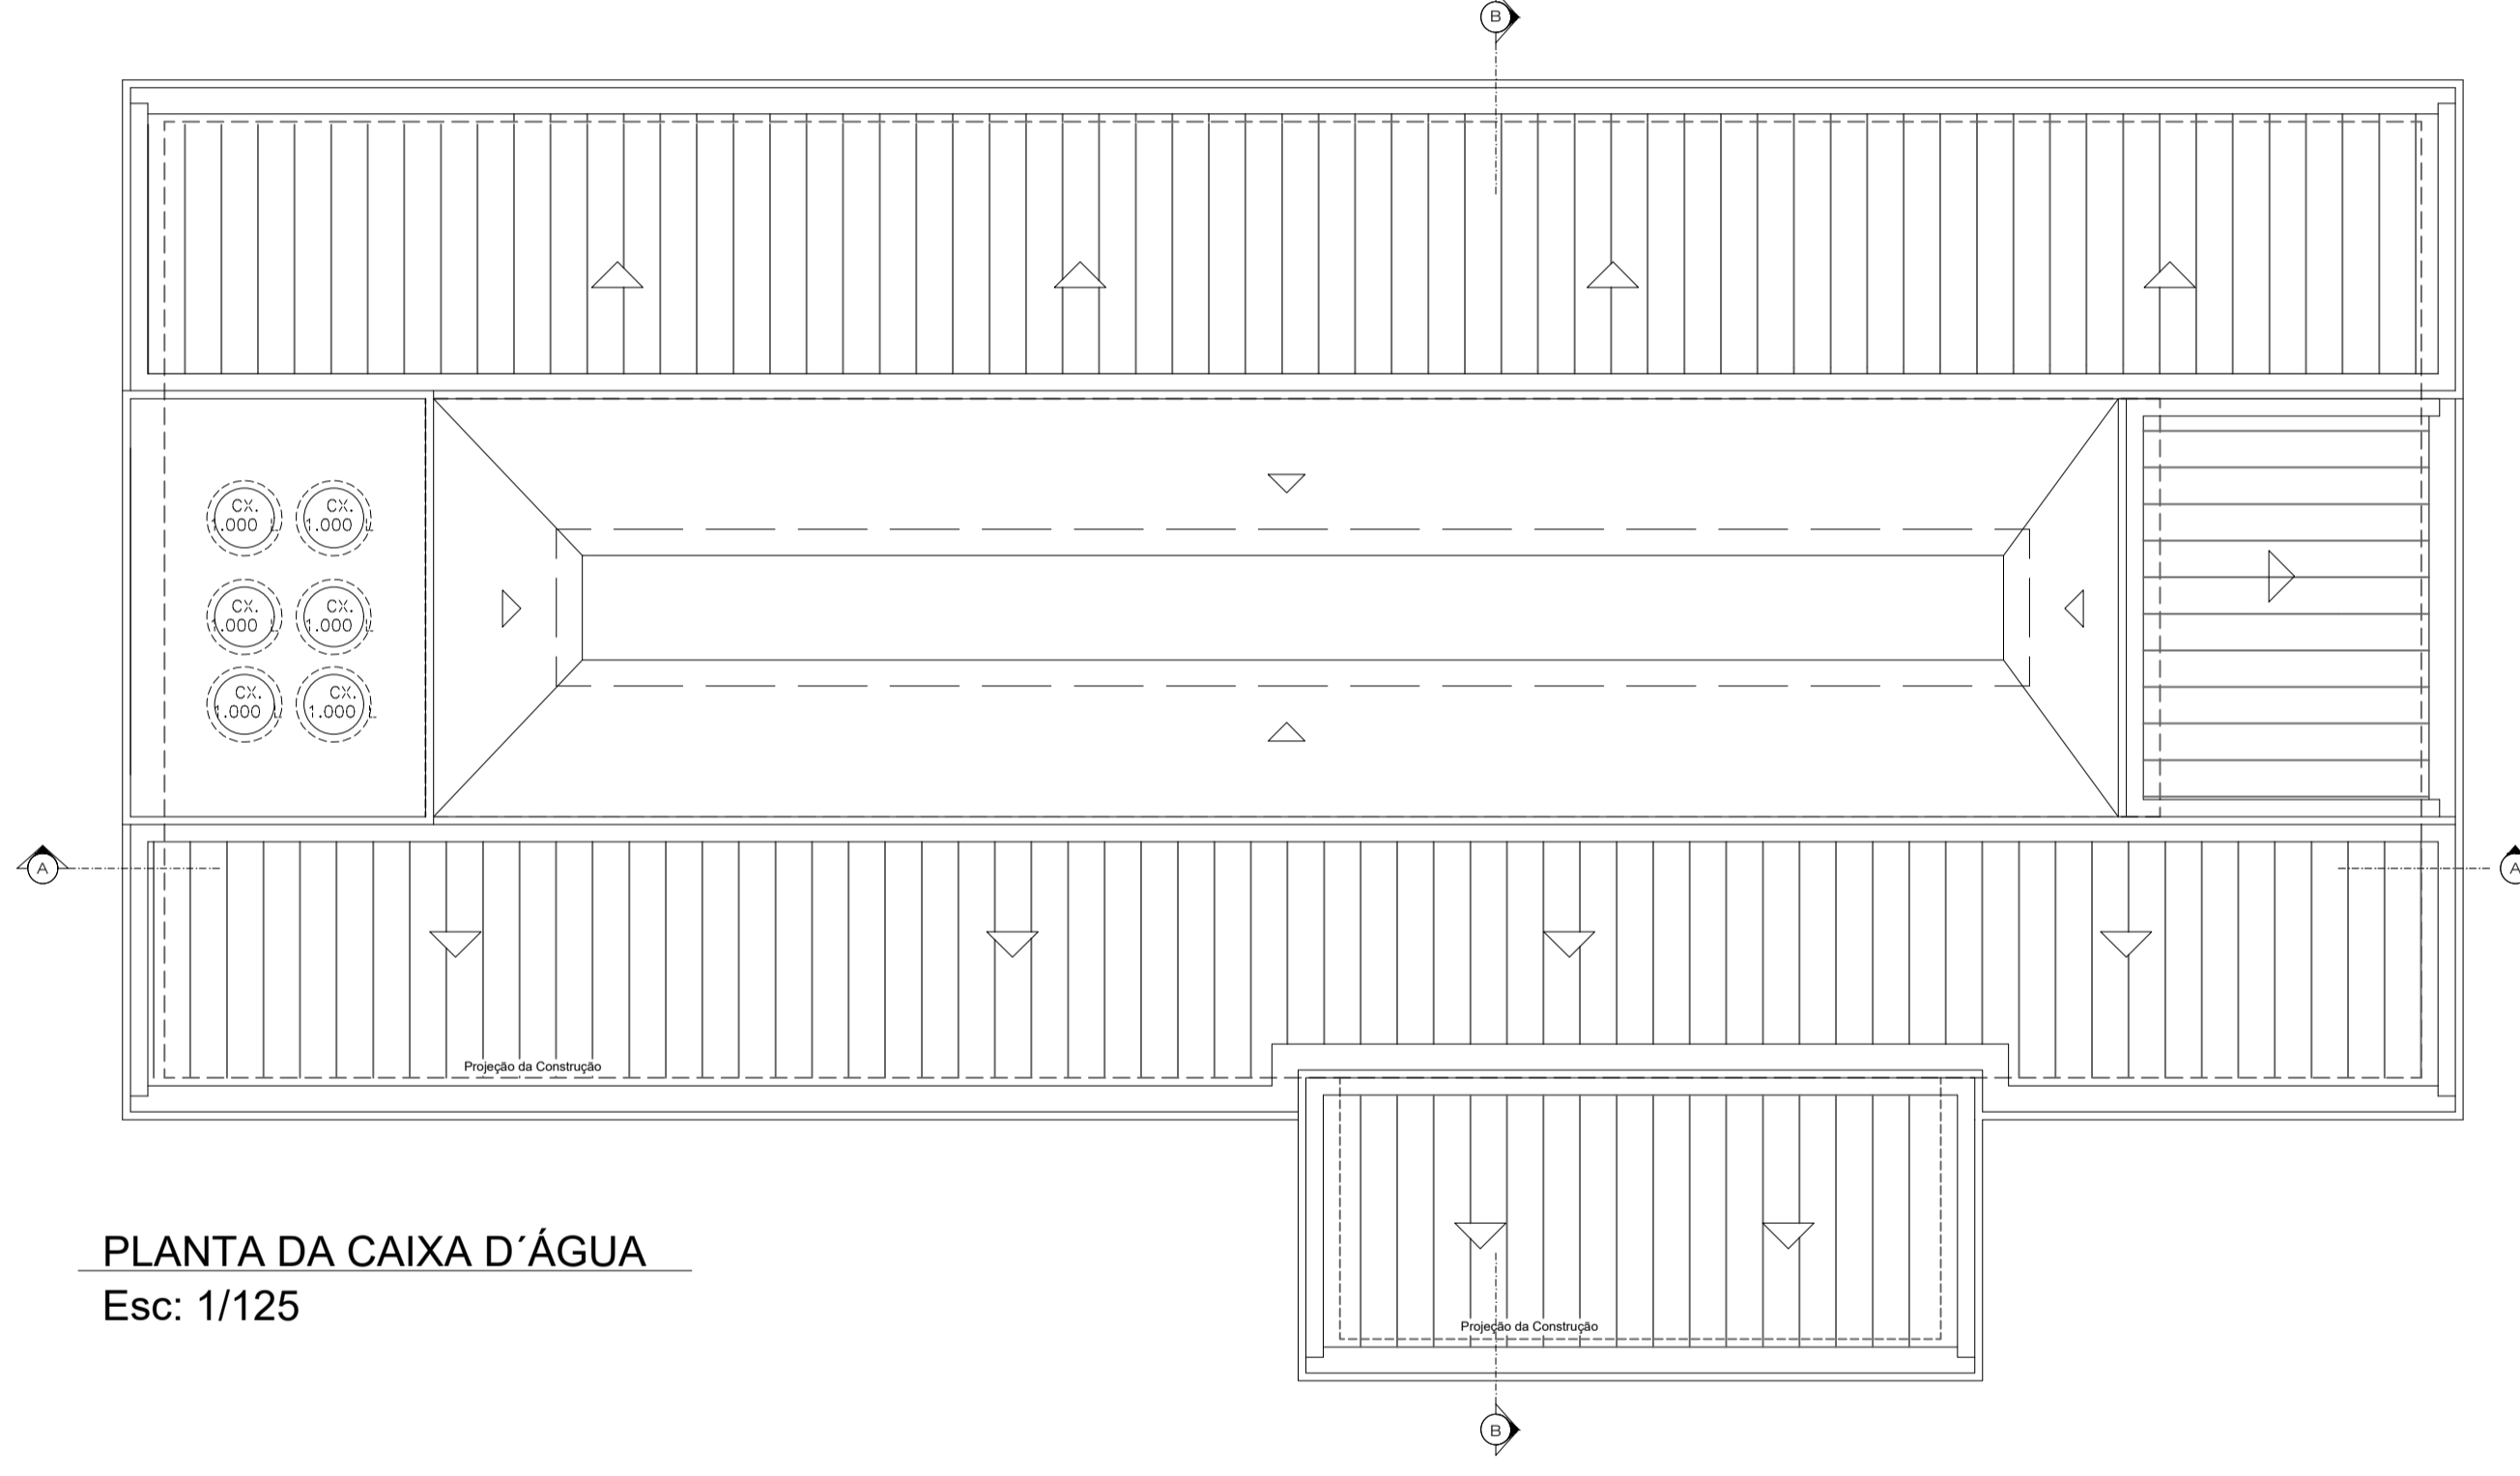 B
CX. CX.
1.000 L 1.000 L
CX. CX.
1.000 L 1.000 L
CX. CX.
1.000 L 1.000 L
A A
Projeção da Construção
PLANTA DA CAIXA D´ÁGUA
Esc: 1/125
Projeção da Construção
B